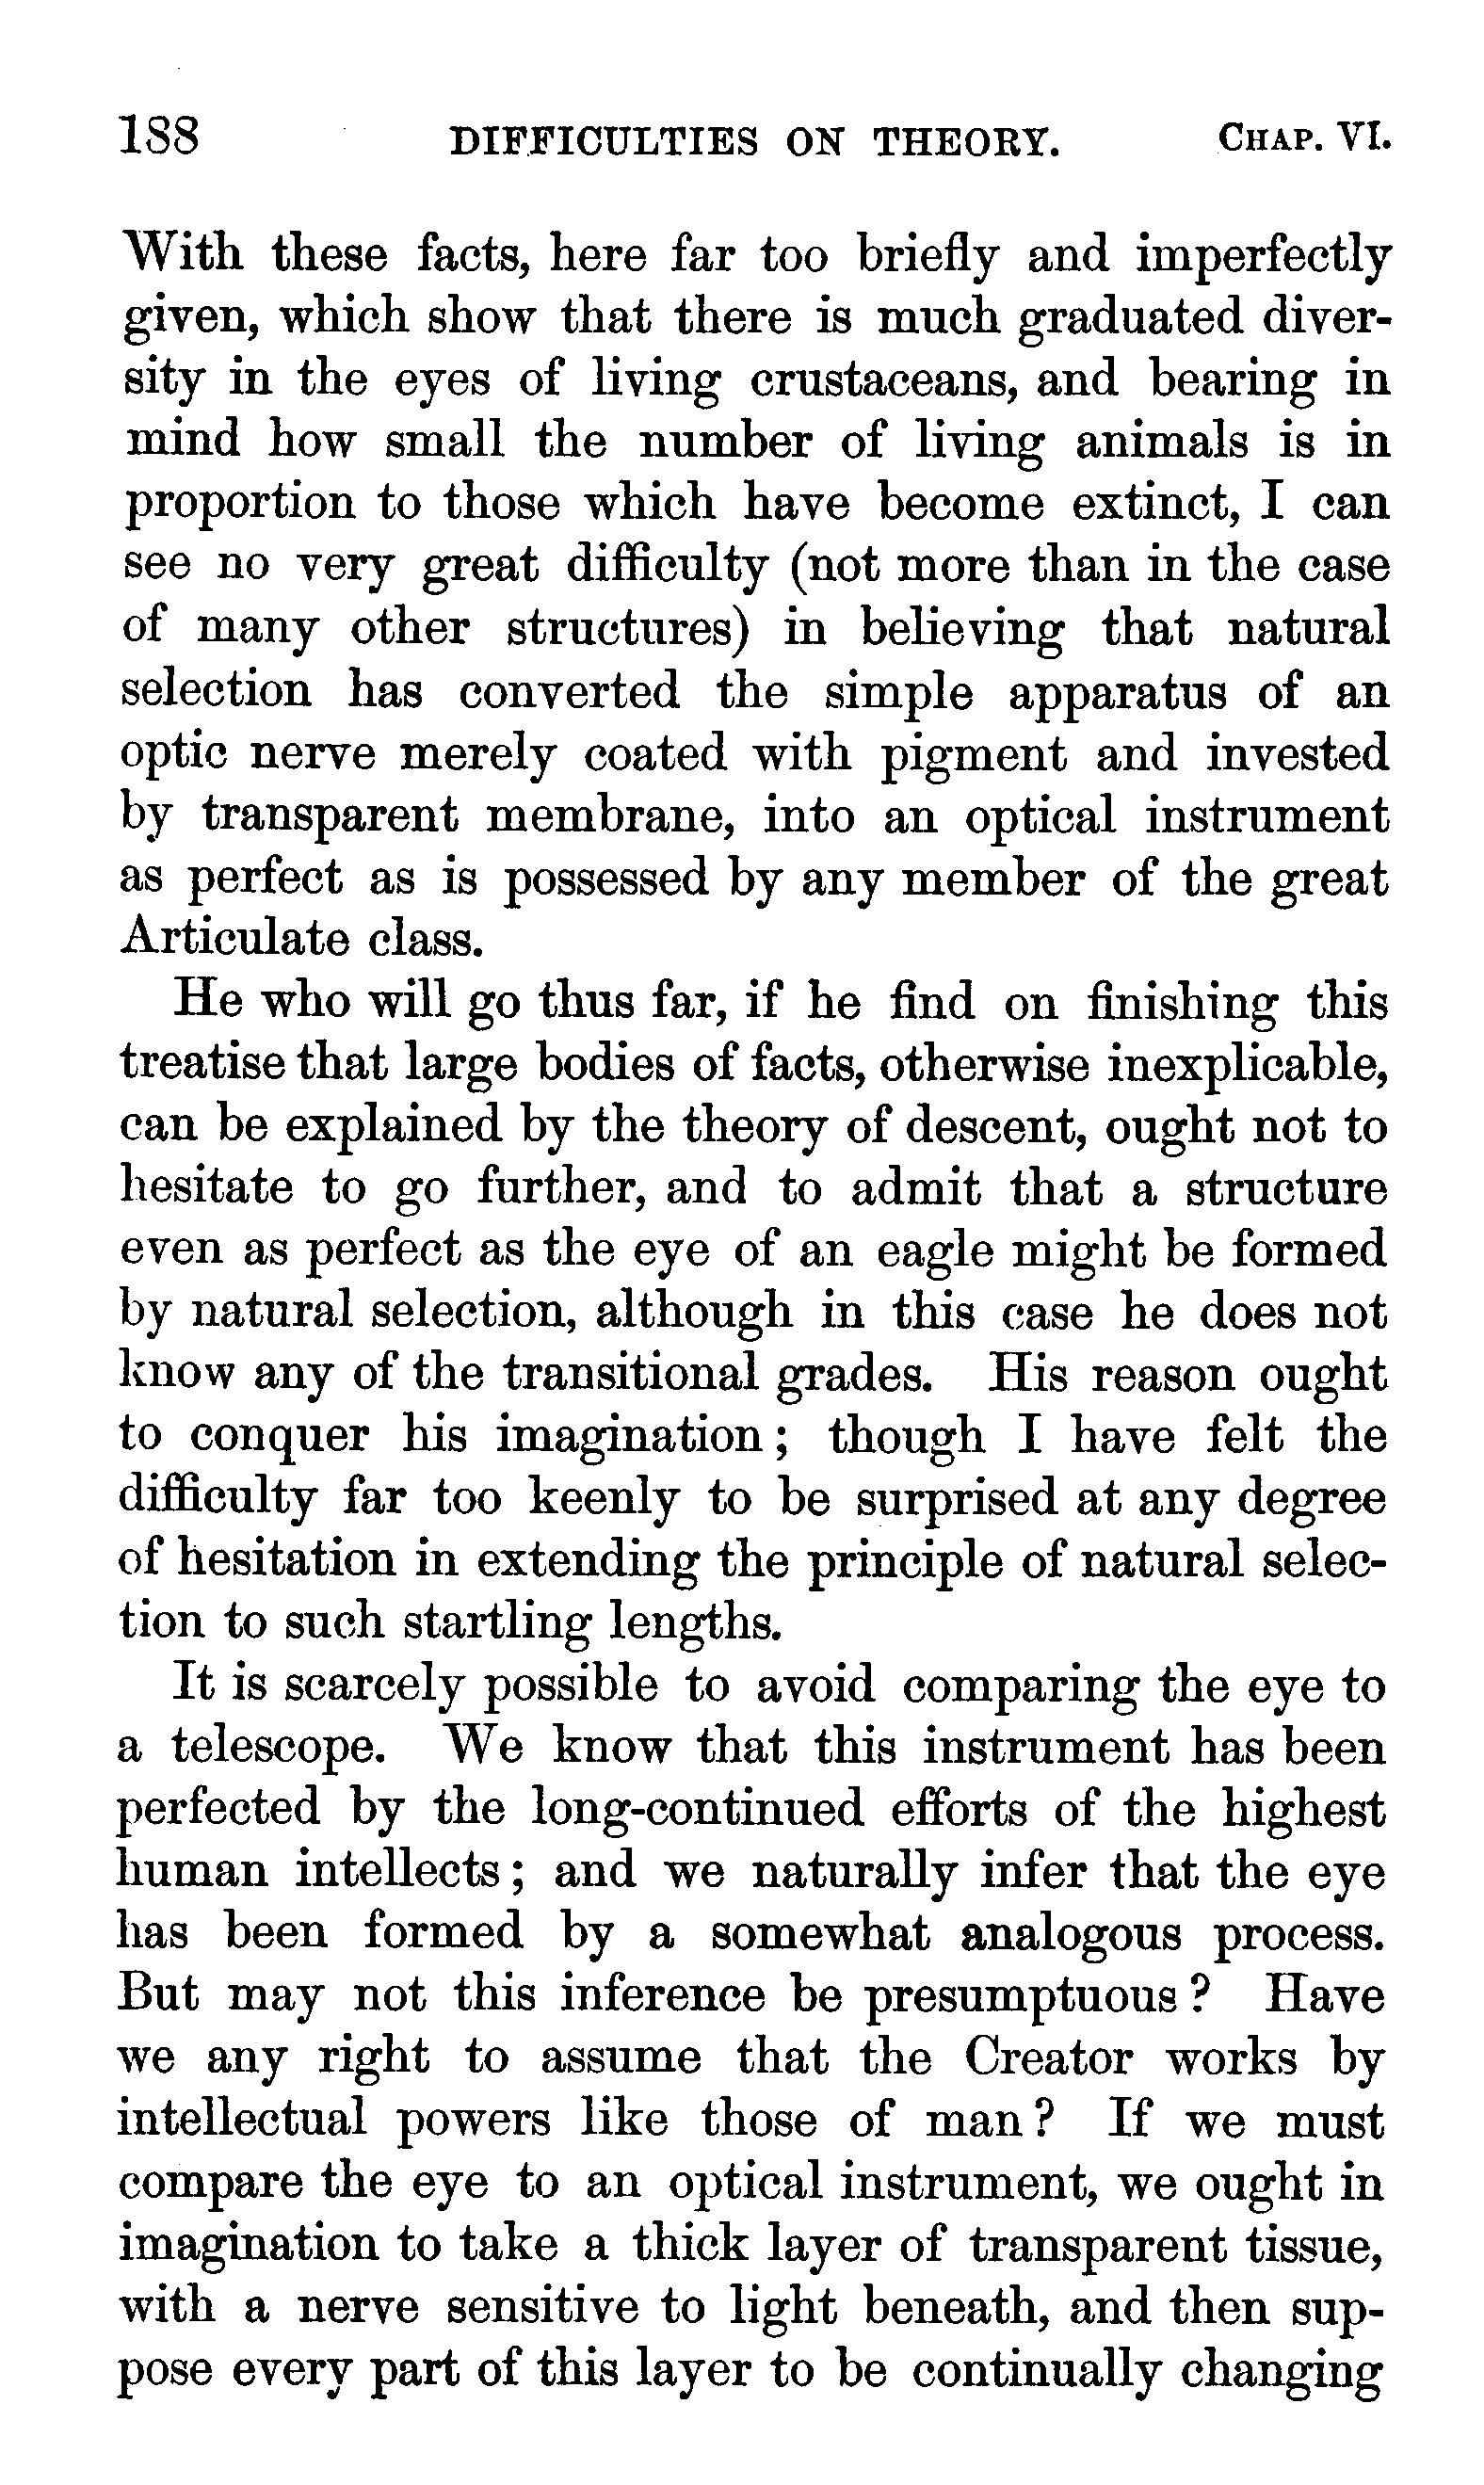 188 DIFFICULTIES ON THEORY. CHAP. VI.
With these facts, here far too briefly and imperfectly
given, which show that there is much graduated diver-
sity in the eyes of living crustaceans, and bearing in
mind how small the number of living animals is in
proportion to those which have become extinct, I can
see no very great difficulty (not more than in the case
of many other structures) in believing that natural
selection has converted the simple apparatus of an
optic nerve merely coated with pigment and invested
by transparent membrane, into an optical instrument
as perfect as is possessed by any member of the great
Articulate class.
He who will go thus far, if he find on finishing this
treatise that large bodies of facts, otherwise inexplicable,
can be explained by the theory of descent, ought not to
hesitate to go further, and to admit that a structure
even as perfect as the eye of an eagle might be formed
by natural selection, although in this case he does not
know any of the transitional grades. His reason ought
to conquer his imagination; though I have felt the
difficulty far too keenly to be surprised at any degree
of hesitation in extending the principle of natural selec-
tion to such startling lengths.
It is scarcely possible to avoid comparing the eye to
a telescope. We know that this instrument has been
perfected by the long-continued efforts of the highest
human intellects; and we naturally infer that the eye
has been formed by a somewhat analogous process.
But may not this inference be presumptuous? Have
we any right to assume that the Creator works by
intellectual powers like those of man? If we must
compare the eye to an optical instrument, we ought in
imagination to take a thick layer of transparent tissue,
with a nerve sensitive to light beneath, and then sup-
pose every part of this layer to be continually changing